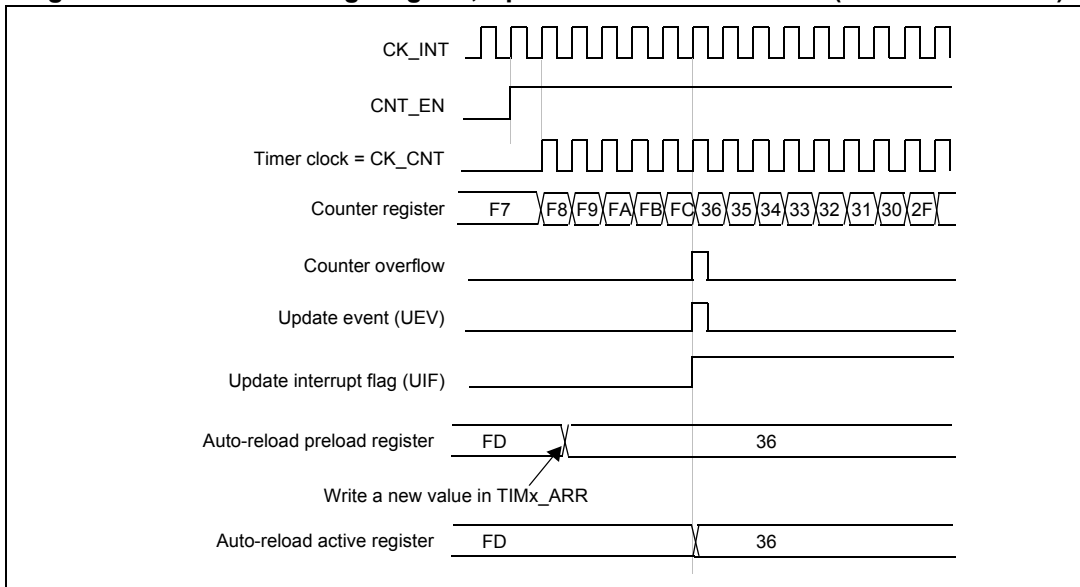 CK_INT
CNT_EN
Timer clock = CK_CNT
Counter register F7 F8 F9 FA FB FC 36 35 34 33 32 31 30 2F
Counter overflow
Update event (UEV)
Update interrupt flag (UIF)
Auto-reload preload register FD 36
Write a new value in TIMx_ARR
Auto-reload active register FD 36